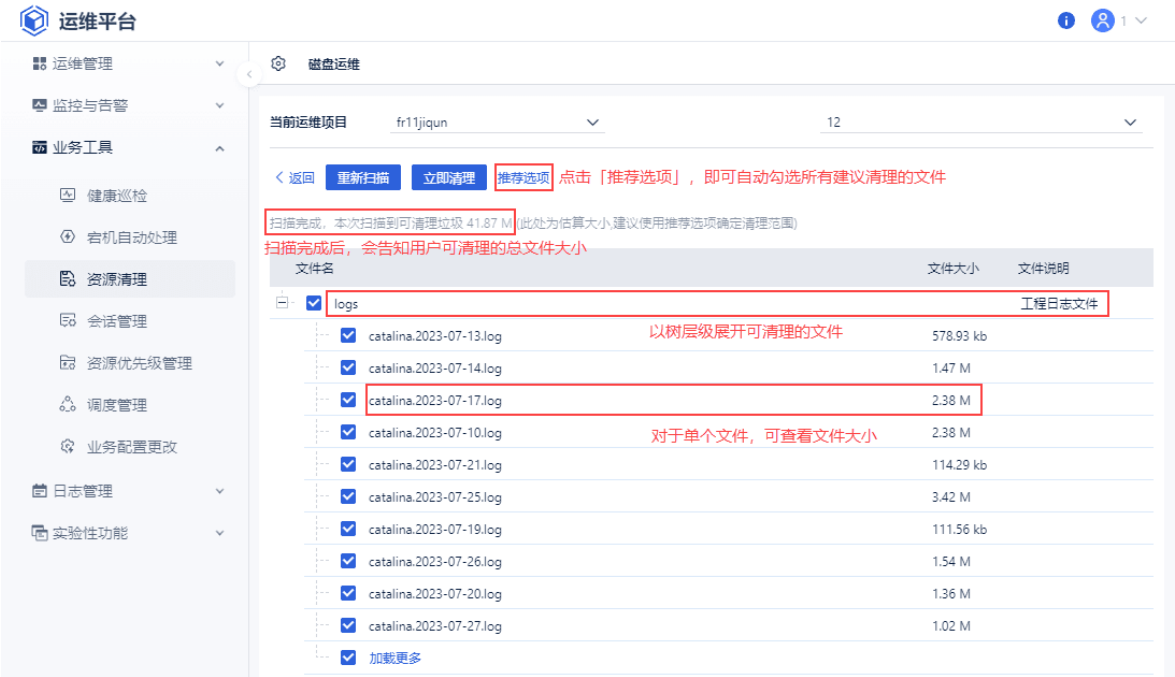 运维平台
1
运维管理
监控与告警
业务工具
健康巡检
宕机自动处理
资源清理
会话管理
资源优先级管理
调度管理
业务配置更改
日志管理
实验性功能
磁盘运维
当前运维项目 fr11jiqun 12
返回 重新扫描 立即清理 推荐选项 点击「推荐选项」，即可自动勾选所有建议清理的文件
扫描完成，本次扫描到可清理垃圾 41.87 M (此处为估算大小,建议使用推荐选项确定清理范围)
扫描完成后，会告知用户可清理的总文件大小
文件名 文件大小 文件说明
logs 工程日志文件
以树层级展开可清理的文件
catalina.2023-07-13.log 578.93 kb
catalina.2023-07-14.log 1.47 M
catalina.2023-07-17.log 2.38 M
catalina.2023-07-10.log 2.38 M
对于单个文件，可查看文件大小
catalina.2023-07-21.log 114.29 kb
catalina.2023-07-25.log 3.42 M
catalina.2023-07-19.log 111.56 kb
catalina.2023-07-26.log 1.54 M
catalina.2023-07-20.log 1.36 M
catalina.2023-07-27.log 1.02 M
加载更多